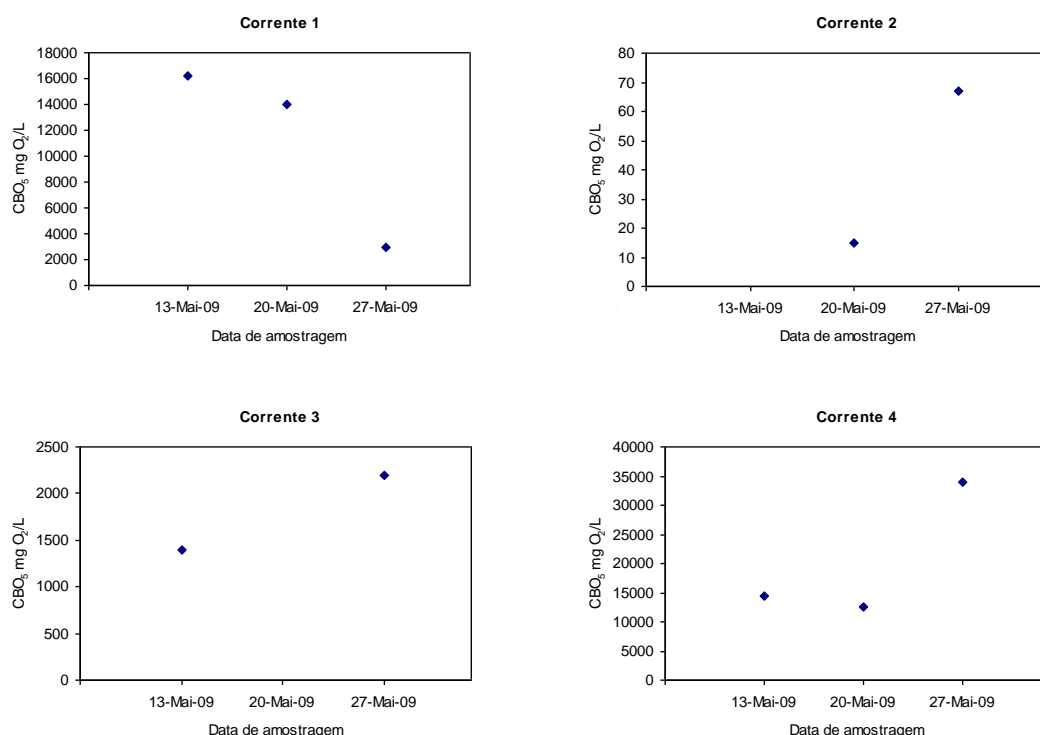 Corrente 1
18000
16000
14000
12000
10000
8000
6000
4000
2000
0
CBO5 mg O2/L
13-Mai-09 20-Mai-09 27-Mai-09
Data de amostragem
Corrente 2
80
70
60
50
40
30
20
10
0
CBO5 mg O2/L
13-Mai-09 20-Mai-09 27-Mai-09
Data de amostragem
Corrente 3
2500
2000
1500
1000
500
0
CBO5 mg O2/L
13-Mai-09 20-Mai-09 27-Mai-09
Data de amostragem
Corrente 4
40000
35000
30000
25000
20000
15000
10000
5000
0
CBO5 mg O2/L
13-Mai-09 20-Mai-09 27-Mai-09
Data de amostragem